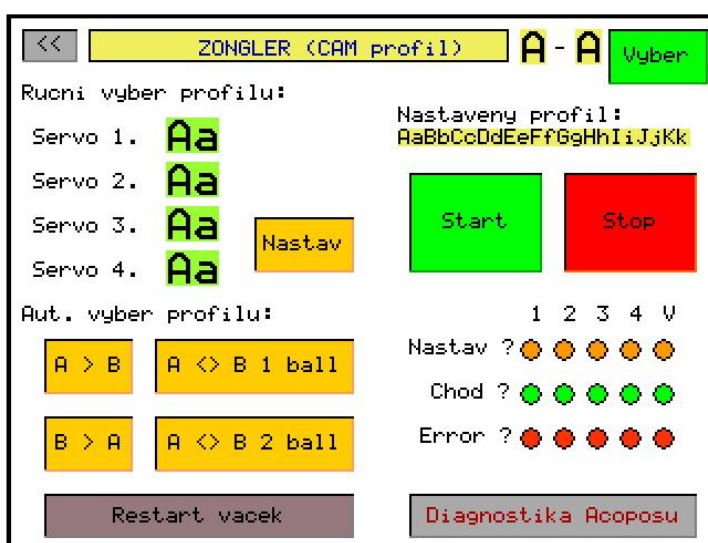 << ZONGLER (CAM profil) A - A Vyber
Rucni vyber profilu:
Servo 1. Aa
Servo 2. Aa
Servo 3. Aa
Servo 4. Aa
Nastav
Nastaveny profil:
AaBbCcDdEeFfGgHhIiJjKk
Start Stop
Aut. vyber profilu:
A > B A <> B 1 ball
B > A A <> B 2 ball
1 2 3 4 V
Nastav ?
Chod ?
Error ?
Restart vacek
Diagnostika Acoposu